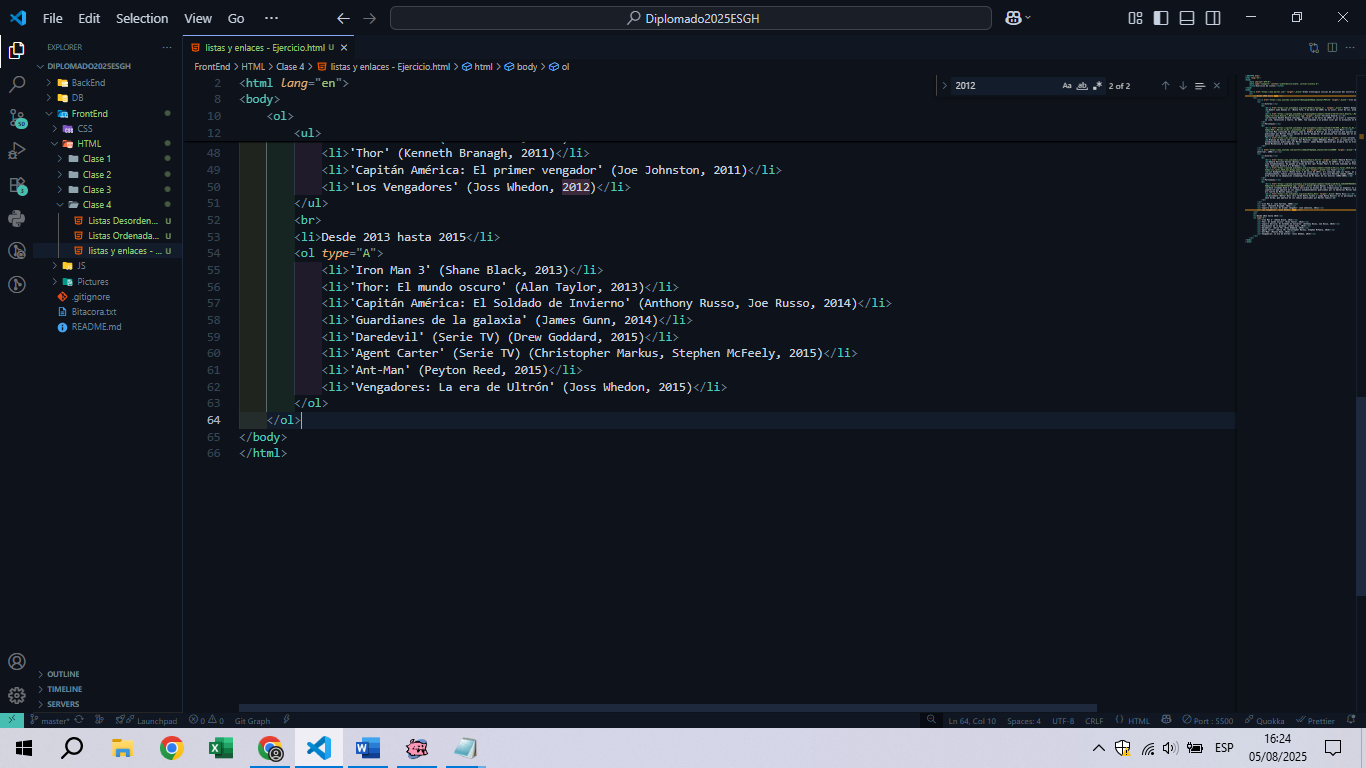 File Edit Selection View Go ··· Diplomado2025ESGH
EXPLORER ···
DIPLOMADO2025ESGH
BackEnd
DB
FrontEnd
CSS
HTML
Clase 1
Clase 2
Clase 3
Clase 4
Listas Desorden... U
Listas Ordenada... U
listas y enlaces - ... U
JS
Pictures
.gitignore
Bitacora.txt
README.md
OUTLINE
TIMELINE
SERVERS
50
1
listas y enlaces - Ejercicio.html U
FrontEnd > HTML > Clase 4 > listas y enlaces - Ejercicio.html > html > body > ol
2012 Aa ab 2 of 2
2 <html lang="en">
8 <body>
10 <ol>
12 <ul>
48 <li>'Thor' (Kenneth Branagh, 2011)</li>
49 <li>'Capitán América: El primer vengador' (Joe Johnston, 2011)</li>
50 <li>'Los Vengadores' (Joss Whedon, 2012)</li>
51 </ul>
52 <br>
53 <li>Desde 2013 hasta 2015</li>
54 <ol type="A">
55 <li>'Iron Man 3' (Shane Black, 2013)</li>
56 <li>'Thor: El mundo oscuro' (Alan Taylor, 2013)</li>
57 <li>'Capitán América: El Soldado de Invierno' (Anthony Russo, Joe Russo, 2014)</li>
58 <li>'Guardianes de la galaxia' (James Gunn, 2014)</li>
59 <li>'Daredevil' (Serie TV) (Drew Goddard, 2015)</li>
60 <li>'Agent Carter' (Serie TV) (Christopher Markus, Stephen McFeely, 2015)</li>
61 <li>'Ant-Man' (Peyton Reed, 2015)</li>
62 <li>'Vengadores: La era de Ultrón' (Joss Whedon, 2015)</li>
63 </ol>
64 </ol>
65 </body>
66 </html>
master* Launchpad 0 0 Git Graph Ln 64, Col 10 Spaces: 4 UTF-8 CRLF HTML Port : 5500 Quokka Prettier
ESP
16:24
05/08/2025